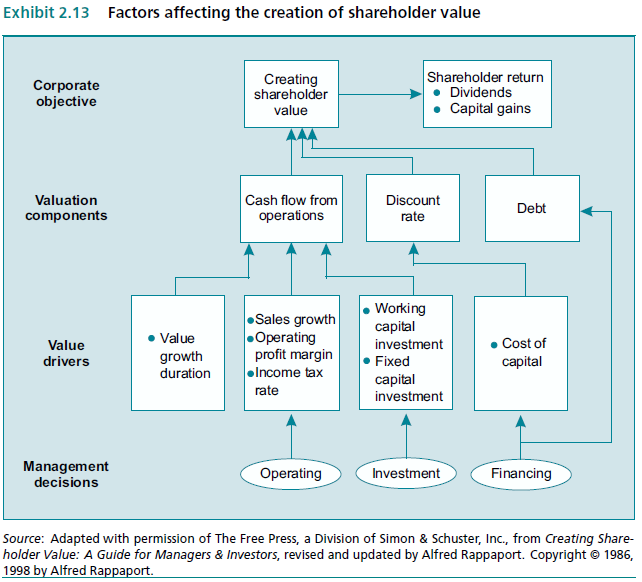 Exhibit 2.13 Factors affecting the creation of shareholder value
Corporate
objective
Creating
shareholder
value
Shareholder return
● Dividends
● Capital gains
Valuation
components
Cash flow from
operations
Discount
rate
Debt
Value
drivers
● Value
growth
duration
● Sales growth
● Operating
profit margin
● Income tax
rate
● Working
capital
investment
● Fixed
capital
investment
● Cost of
capital
Management
decisions
Operating
Investment
Financing
Source: Adapted with permission of The Free Press, a Division of Simon & Schuster, Inc., from Creating Share-
holder Value: A Guide for Managers & Investors, revised and updated by Alfred Rappaport. Copyright © 1986,
1998 by Alfred Rappaport.